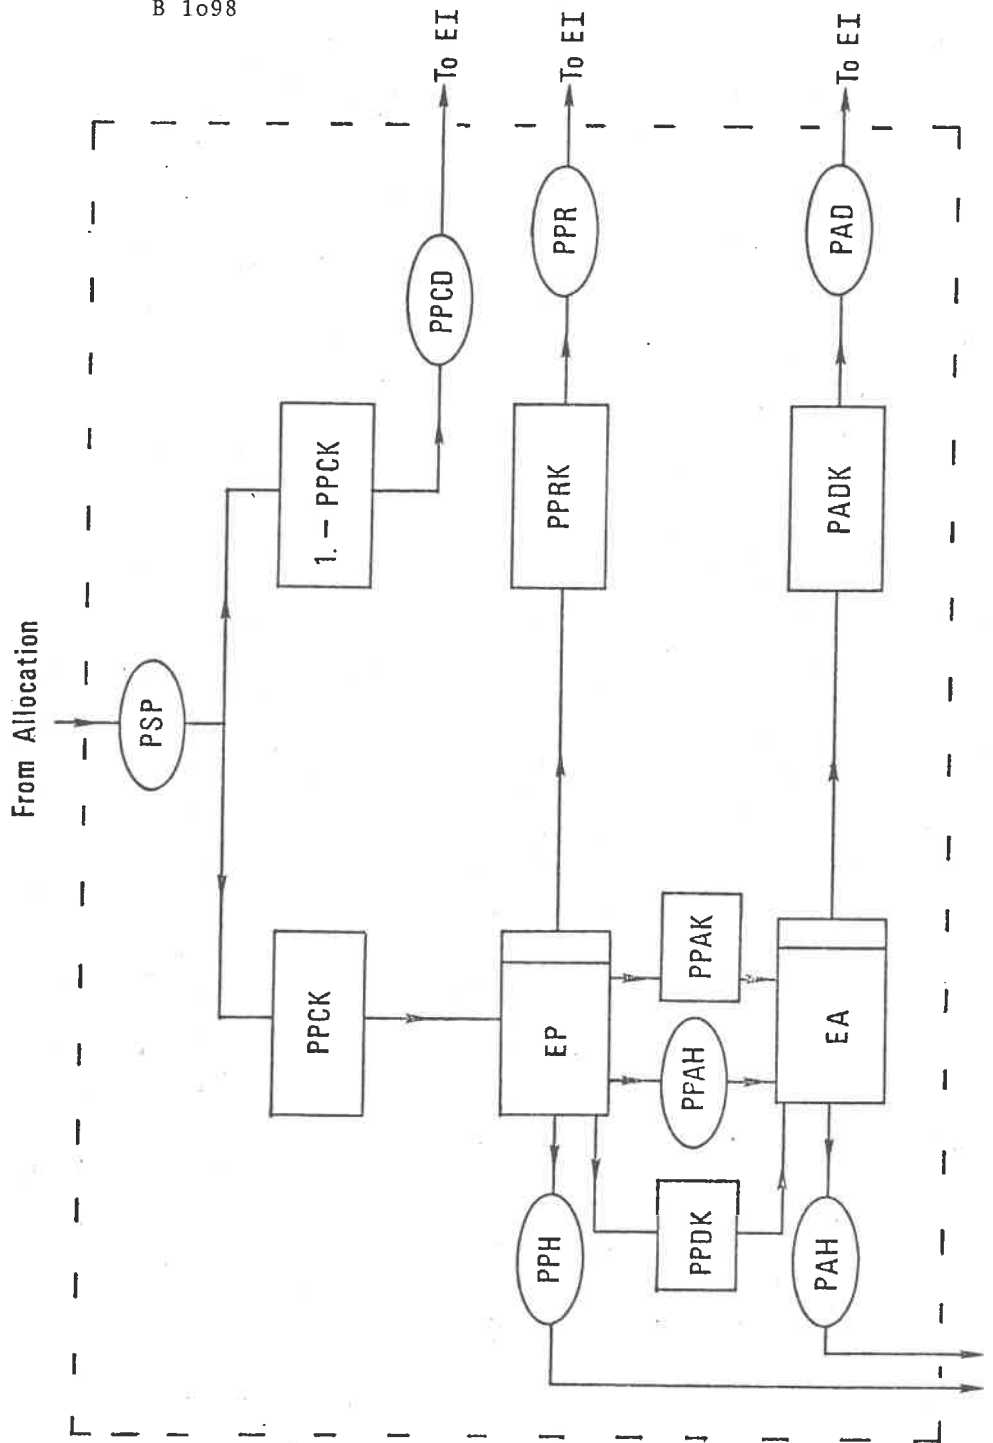 B 1o98
To EI
To EI
To EI
From Allocation
PSP
PPCD
PPR
PAD
1. – PPCK
PPRK
PADK
PPCK
EP
PPAK
PPAH
EA
PPH
PPDK
PAH